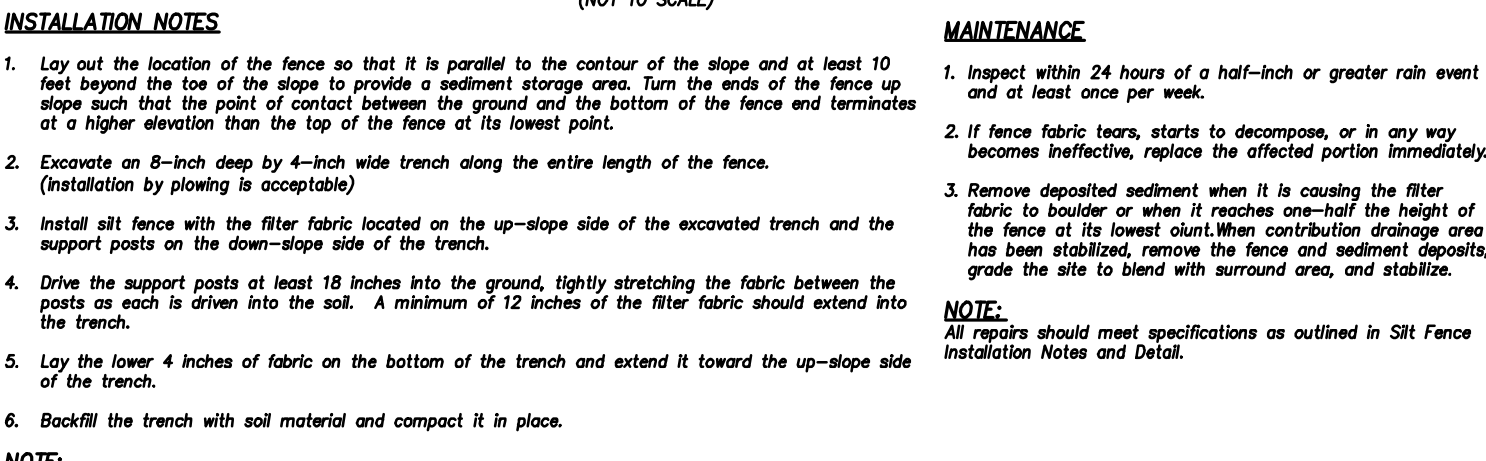 (NOT TO SCALE)
INSTALLATION NOTES
1. Lay out the location of the fence so that it is parallel to the contour of the slope and at least 10
feet beyond the toe of the slope to provide a sediment storage area. Turn the ends of the fence up
slope such that the point of contact between the ground and the bottom of the fence end terminates
at a higher elevation than the top of the fence at its lowest point.
2. Excavate an 8-inch deep by 4-inch wide trench along the entire length of the fence.
(installation by plowing is acceptable)
3. Install silt fence with the filter fabric located on the up-slope side of the excavated trench and the
support posts on the down-slope side of the trench.
4. Drive the support posts at least 18 inches into the ground, tightly stretching the fabric between the
posts as each is driven into the soil. A minimum of 12 inches of the filter fabric should extend into
the trench.
5. Lay the lower 4 inches of fabric on the bottom of the trench and extend it toward the up-slope side
of the trench.
6. Backfill the trench with soil material and compact it in place.
NOTE:
MAINTENANCE
1. Inspect within 24 hours of a half-inch or greater rain event
and at least once per week.
2. If fence fabric tears, starts to decompose, or in any way
becomes ineffective, replace the affected portion immediately.
3. Remove deposited sediment when it is causing the filter
fabric to boulder or when it reaches one-half the height of
the fence at its lowest oiunt.When contribution drainage area
has been stabilized, remove the fence and sediment deposits,
grade the site to blend with surround area, and stabilize.
NOTE:
All repairs should meet specifications as outlined in Silt Fence
Installation Notes and Detail.